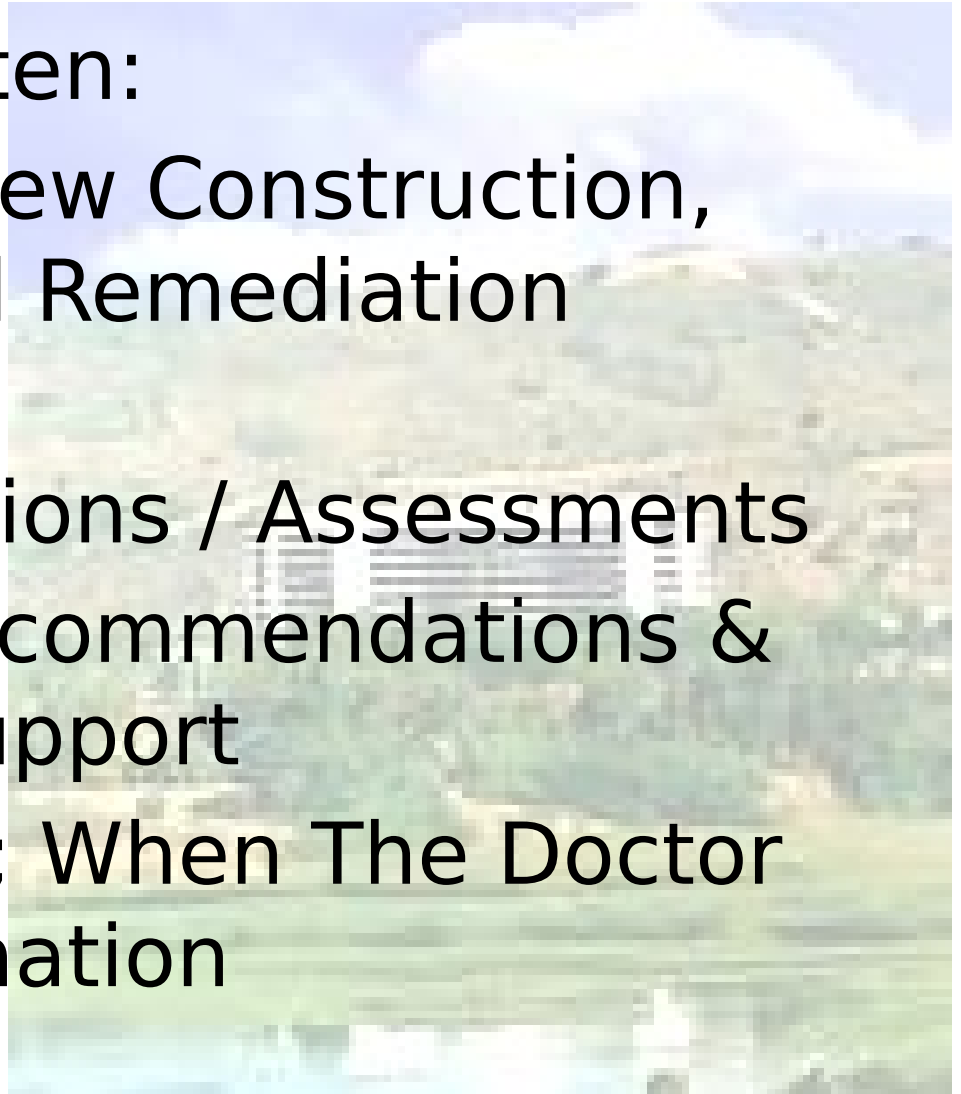 ten:
ew Construction,
Remediation
ions / Assessments
commendations &
upport
: When The Doctor
nation